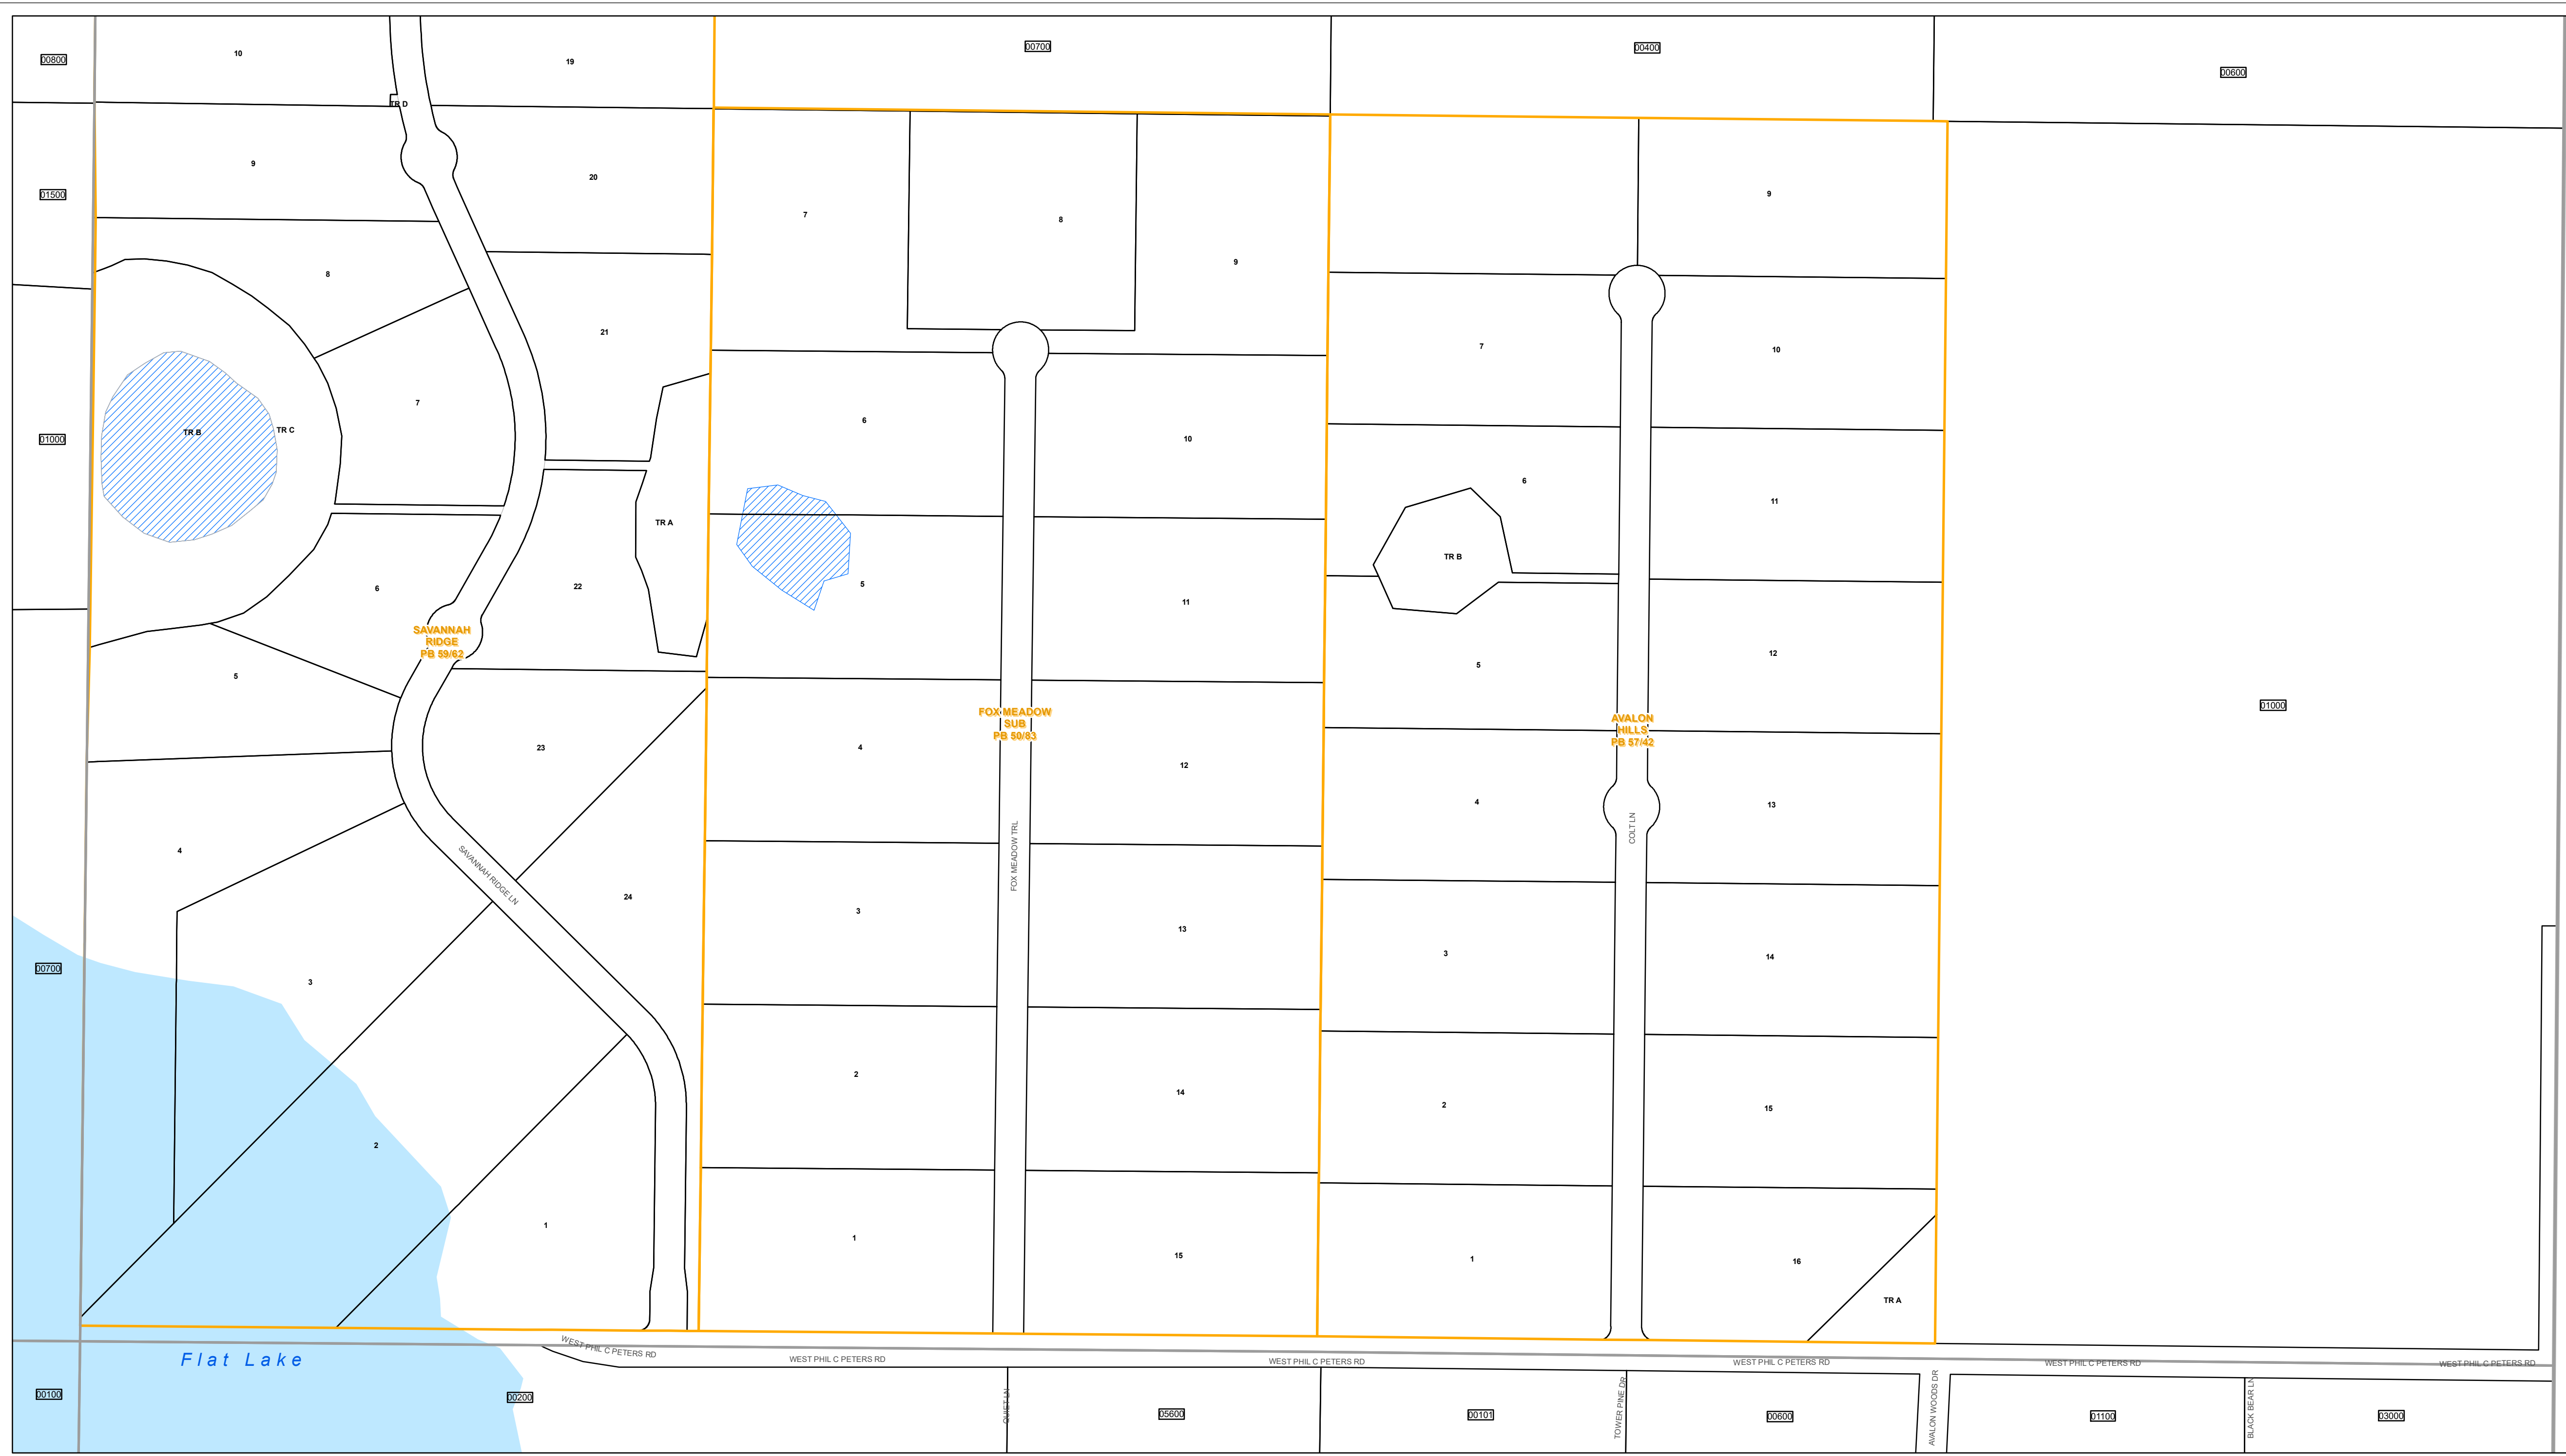 00800
10
19
00700
00400
00600
TR D
01500
9
20
7
8
9
9
8
21
7
10
01000
TR B
TR C
7
6
10
6
11
TR A
TR B
6
22
5
11
5
12
SAVANNAH
RIDGE
PB 59/62
5
23
FOX MEADOW
SUB
PB 50/83
4
12
AVALON
HILLS
PB 57/42
4
13
01000
4
SAVANNAH RIDGE LN
24
FOX MEADOW TRL
COLT LN
3
13
3
14
00700
3
2
14
2
15
2
1
1
15
1
16
TR A
Flat Lake
WEST PHIL C PETERS RD
WEST PHIL C PETERS RD
WEST PHIL C PETERS RD
WEST PHIL C PETERS RD
WEST PHIL C PETERS RD
WEST PHIL C PETERS RD
00100
00200
QUIET LN
05600
00101
TOWER PINE DR
00600
AVALON WOODS DR
01100
BLACK BEAR LN
03000